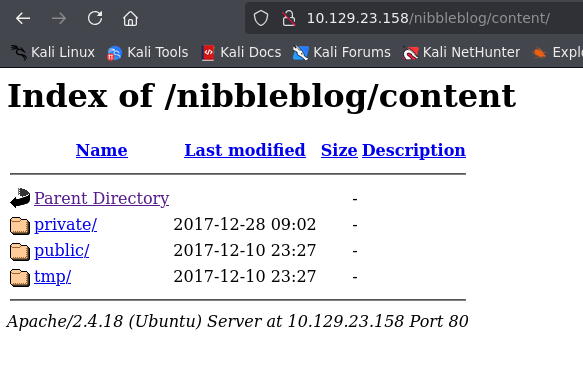 10.129.23.158/nibbleblog/content/
Kali Linux Kali Tools Kali Docs Kali Forums Kali NetHunter Explo
Index of /nibbleblog/content
Name Last modified Size Description
Parent Directory -
private/ 2017-12-28 09:02 -
public/ 2017-12-10 23:27 -
tmp/ 2017-12-10 23:27 -
Apache/2.4.18 (Ubuntu) Server at 10.129.23.158 Port 80